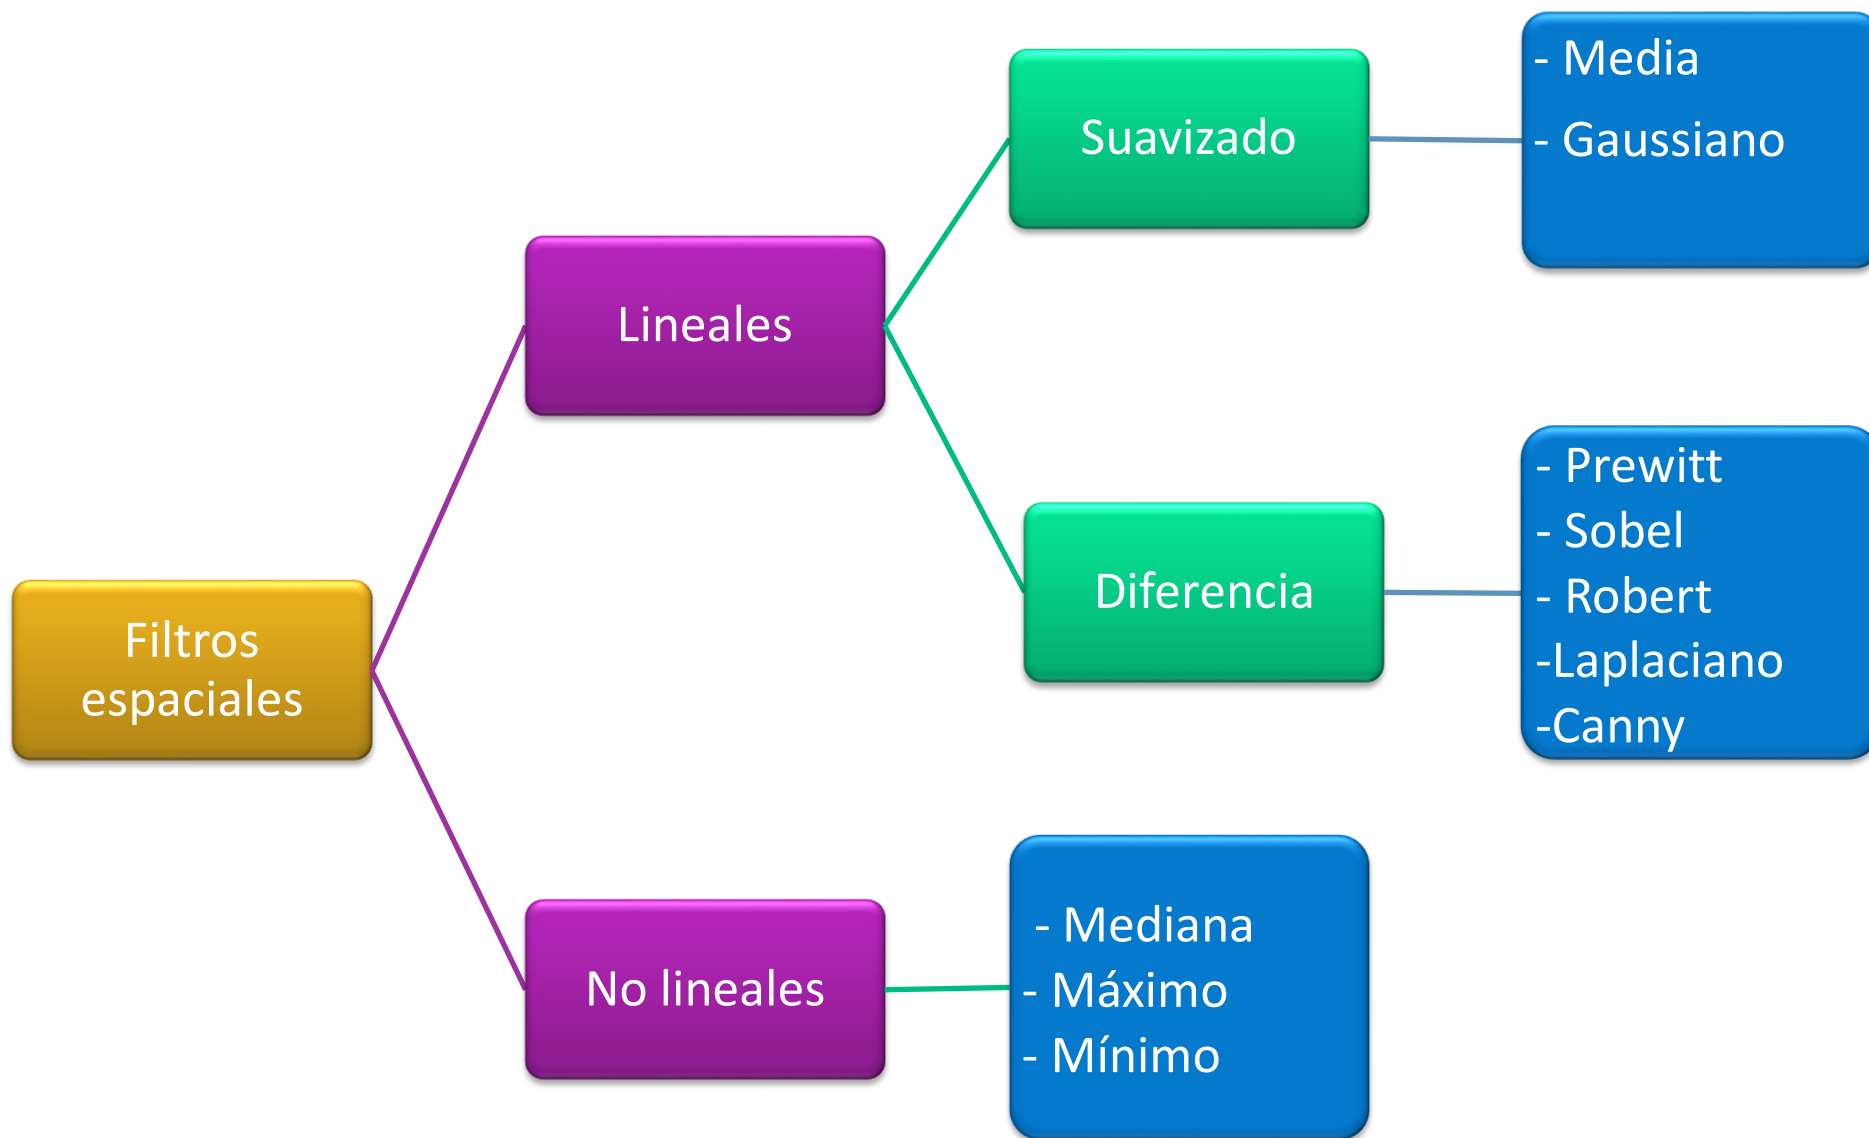 Filtros
espaciales
Lineales
Suavizado
- Media
- Gaussiano
Diferencia
- Prewitt
- Sobel
- Robert
-Laplaciano
-Canny
No lineales
- Mediana
- Máximo
- Mínimo